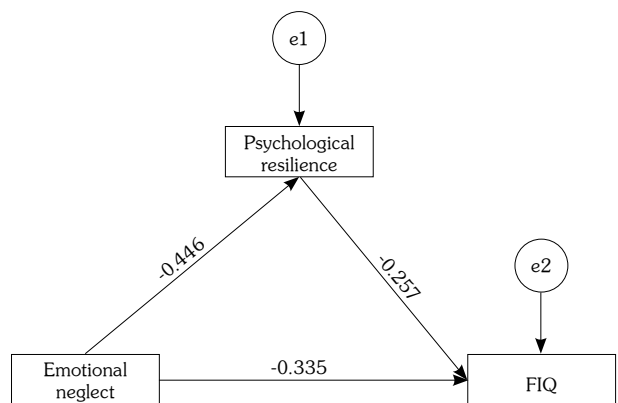 e1
Psychological
resilience
-0.446
-0.257
e2
Emotional
neglect
-0.335
FIQ